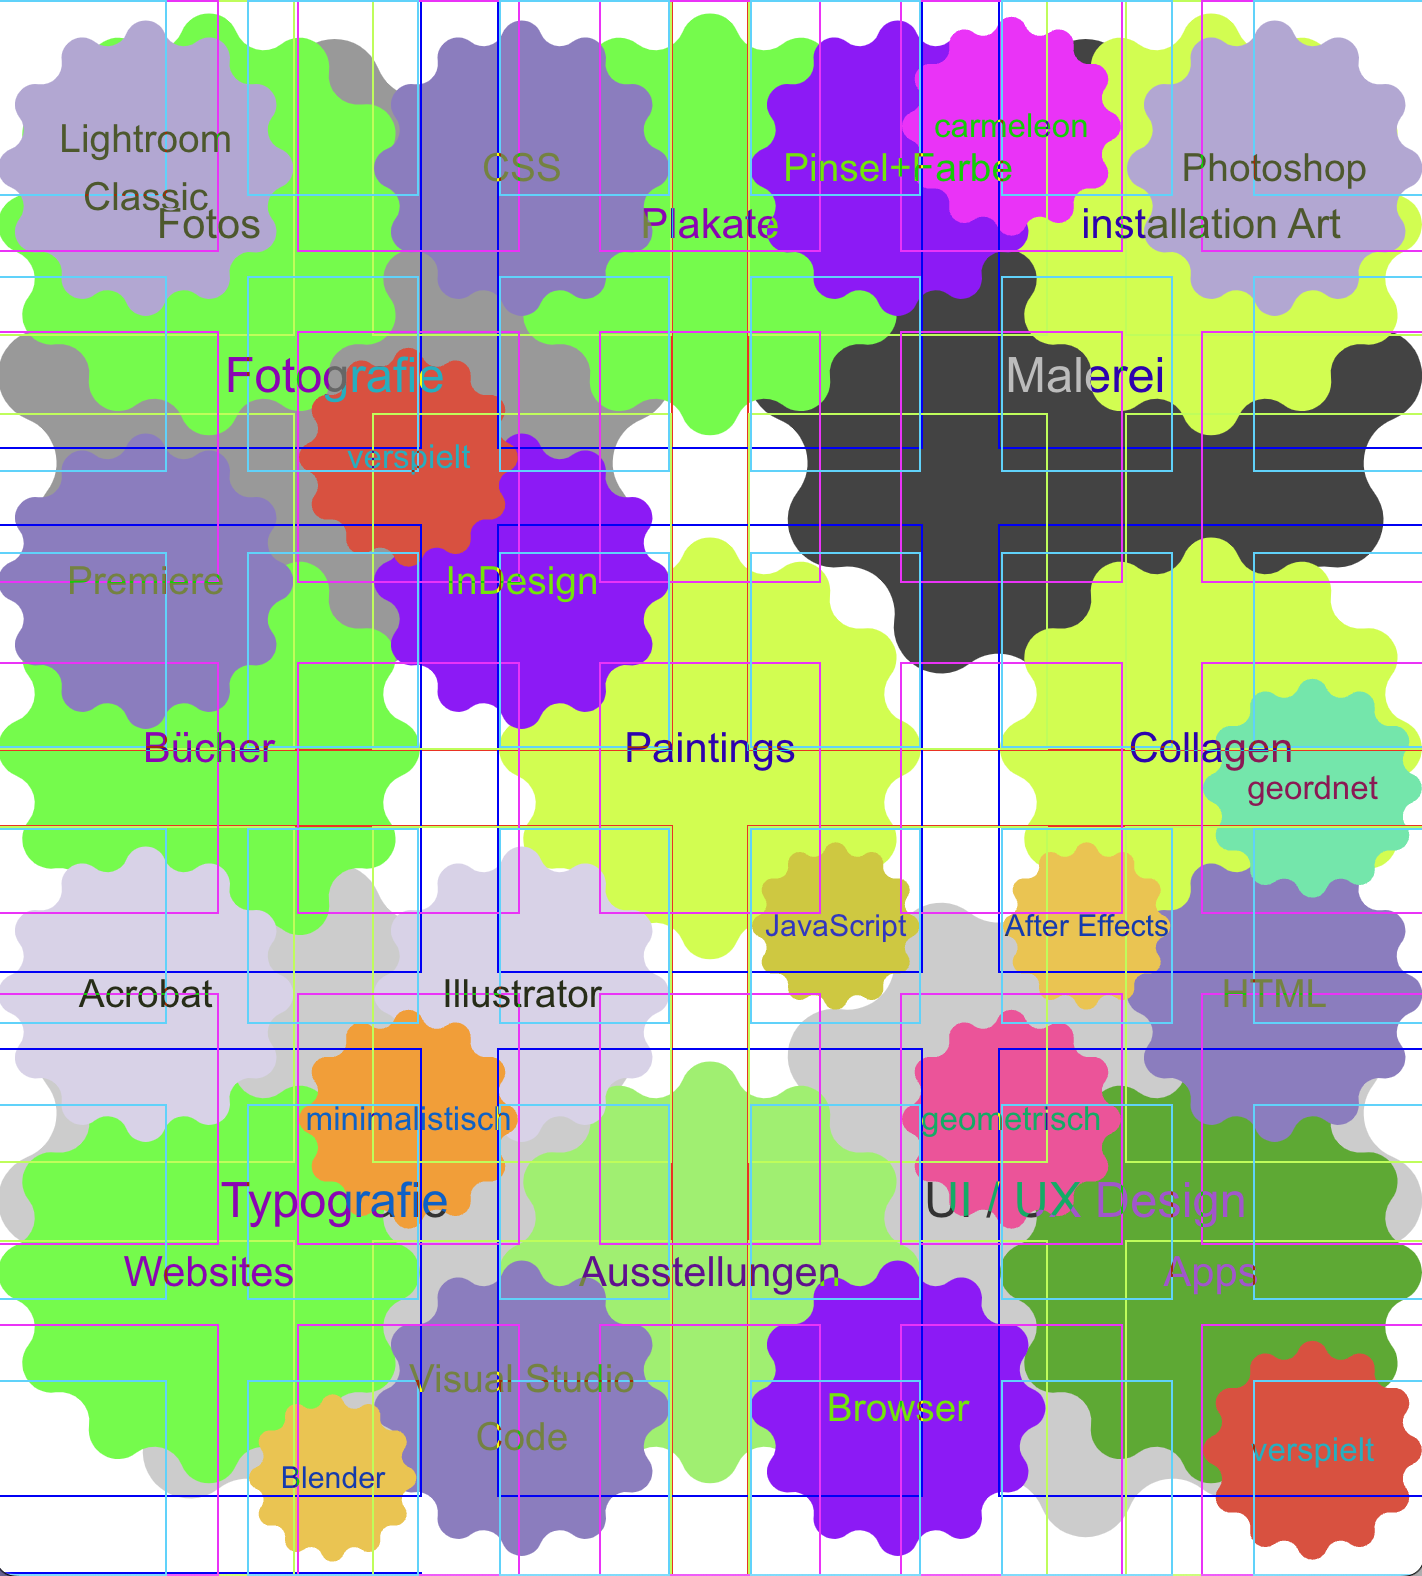 carmeleon
Lightroom
Classic
CSS
Pinsel+Farbe
Photoshop
Fotos
Plakate
installation Art
Fotografie
Malerei
verspielt
Premiere
InDesign
Bücher
Paintings
Collagen
geordnet
JavaScript
After Effects
Acrobat
Illustrator
HTML
minimalistisch
geometrisch
Typografie
UI / UX Design
Websites
Ausstellungen
Apps
Visual Studio
Code
Browser
verspielt
Blender